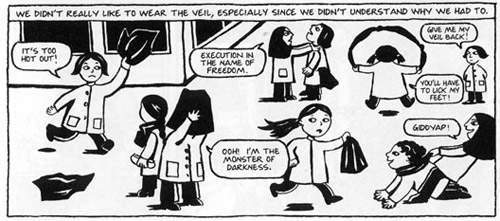 WE DIDN'T REALLY LIKE TO WEAR THE VEIL, ESPECIALLY SINCE WE DIDN'T UNDERSTAND WHY WE HAD TO.
IT'S TOO
HOT OUT!
EXECUTION IN
THE NAME OF
FREEDOM.
GIVE ME MY
VEIL BACK!
YOU'LL HAVE
TO LICK MY
FEET!
OOH! I'M THE
MONSTER OF
DARKNESS.
GIDDYAP!